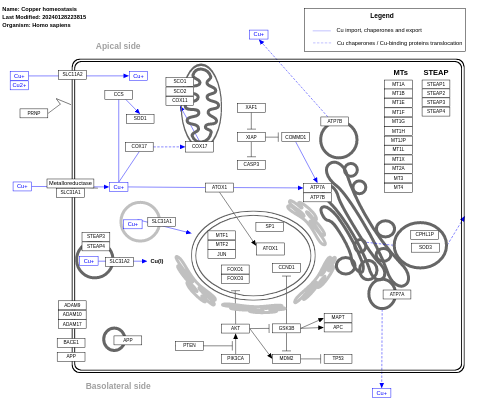 Name: Copper homeostasis
Last Modified: 20240128223815
Organism: Homo sapiens
Legend
Cu import, chaperones and export
Cu chaperones / Cu-binding proteins translocation
Apical side
Cu+
Cu+
Cu2+
SLC11A2
Cu+
PRNP
CCS
SOD1
COX17
SCO1
SCO2
COX11
COX17
XAF1
XIAP
CASP3
COMMD1
ATP7B
MTs
MT1A
MT1B
MT1E
MT1F
MT1G
MT1H
MT1JP
MT1L
MT1X
MT2A
MT3
MT4
STEAP
STEAP1
STEAP2
STEAP3
STEAP4
Cu+
Metalloreductase
SLC31A1
Cu+
ATOX1
ATP7A
ATP7B
Cu+
SLC31A1
STEAP3
STEAP4
Cu+
SLC31A2
Cu(I)
MTF1
MTF2
JUN
SP1
ATOX1
FOXO1
FOXO3
CCND1
CPHL1P
SOD3
ATP7A
ADAM9
ADAM10
ADAM17
BACE1
APP
APP
AKT
GSK3B
MAPT
APC
PTEN
PIK3CA
MDM2
TP53
Basolateral side
Cu+